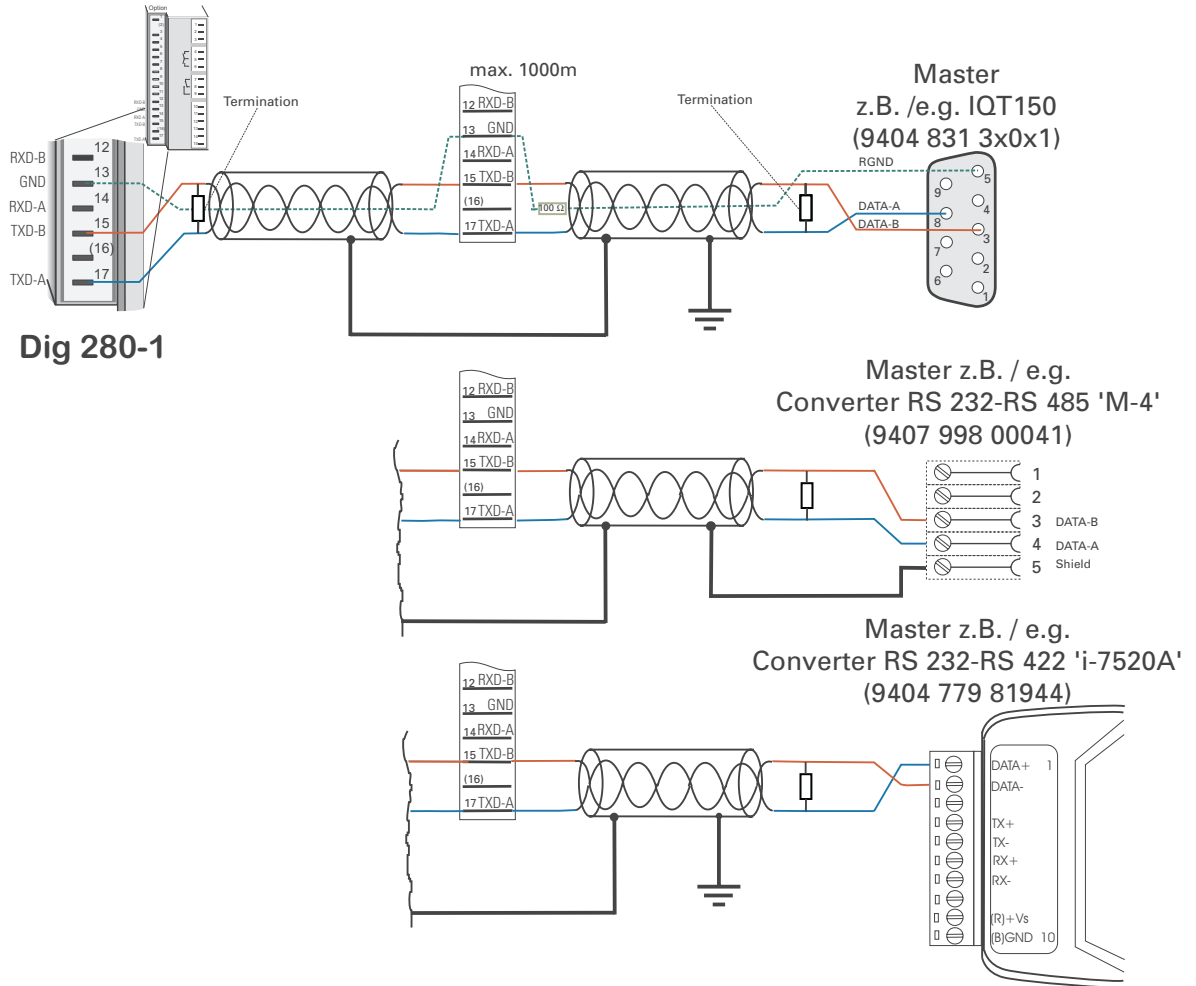 Option
max. 1000m
Master
z.B. /e.g. IQT150
(9404 831 3x0x1)
Termination
Termination
RXD-B 12
GND 13
RXD-A 14
TXD-B 15
(16)
TXD-A 17
12 RXD-B
13 GND
14 RXD-A
15 TXD-B
(16)
17 TXD-A
100 Ω
RGND
DATA-A
DATA-B
5
9
4
8
3
7
2
6
1
Dig 280-1
Master z.B. / e.g.
Converter RS 232-RS 485 'M-4'
(9407 998 00041)
12 RXD-B
13 GND
14 RXD-A
15 TXD-B
(16)
17 TXD-A
1
2
3 DATA-B
4 DATA-A
5 Shield
Master z.B. / e.g.
Converter RS 232-RS 422 'i-7520A'
(9404 779 81944)
12 RXD-B
13 GND
14 RXD-A
15 TXD-B
(16)
17 TXD-A
DATA+ 1
DATA-
TX+
TX-
RX+
RX-
(R)+Vs
(B)GND 10